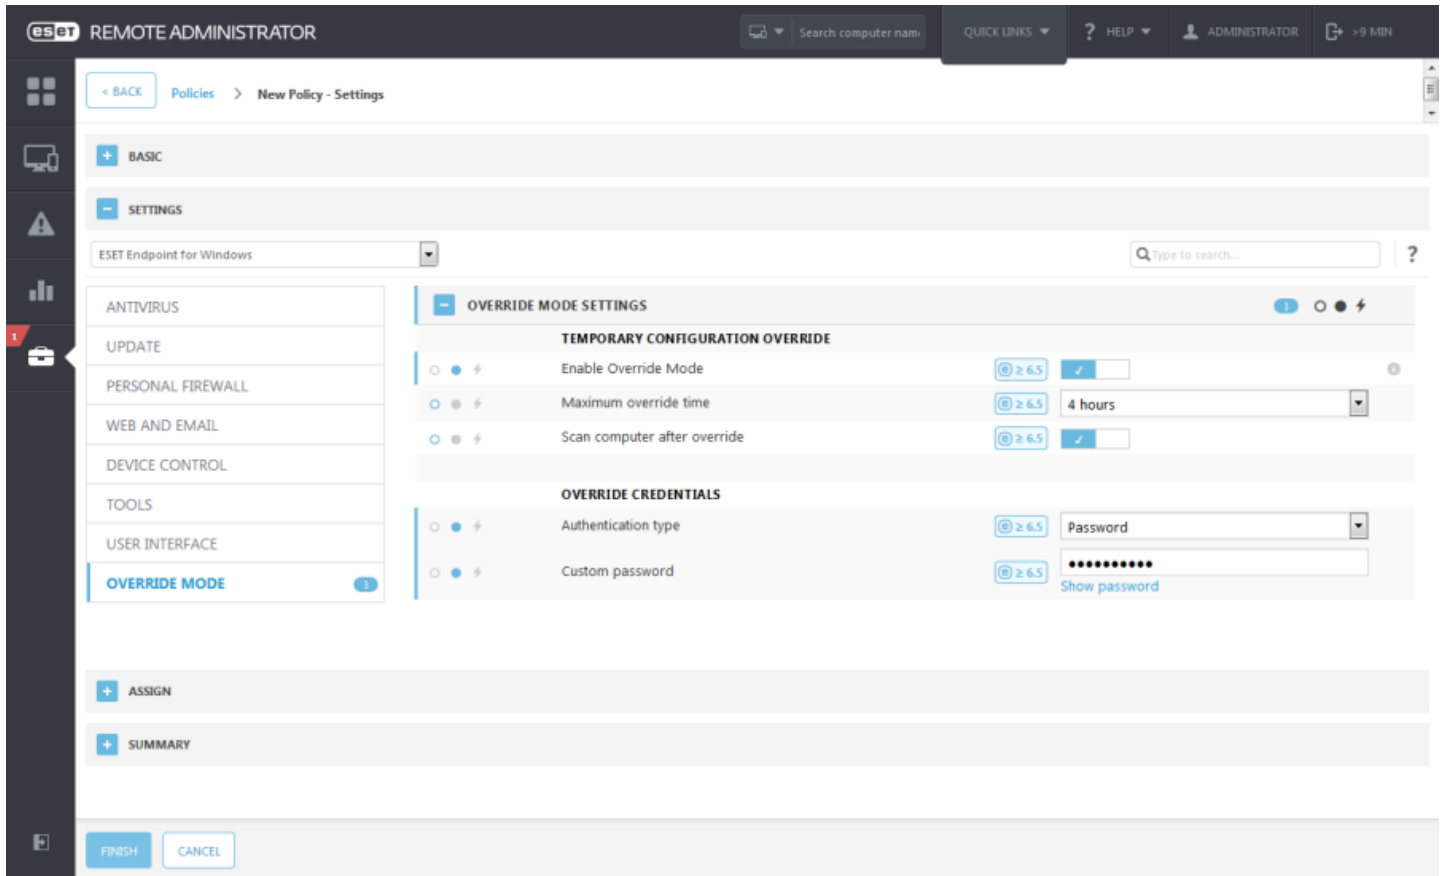 eset REMOTE ADMINISTRATOR
Search computer nam
QUICK LINKS
? HELP
ADMINISTRATOR
>9 MIN
< BACK
Policies > New Policy - Settings
+ BASIC
− SETTINGS
ESET Endpoint for Windows
Type to search...
?
1
ANTIVIRUS
UPDATE
PERSONAL FIREWALL
WEB AND EMAIL
DEVICE CONTROL
TOOLS
USER INTERFACE
OVERRIDE MODE 3
− OVERRIDE MODE SETTINGS 3
TEMPORARY CONFIGURATION OVERRIDE
Enable Override Mode ≥ 6.5
Maximum override time ≥ 6.5 4 hours
Scan computer after override ≥ 6.5
OVERRIDE CREDENTIALS
Authentication type ≥ 6.5 Password
Custom password ≥ 6.5 ••••••••••
Show password
+ ASSIGN
+ SUMMARY
FINISH
CANCEL